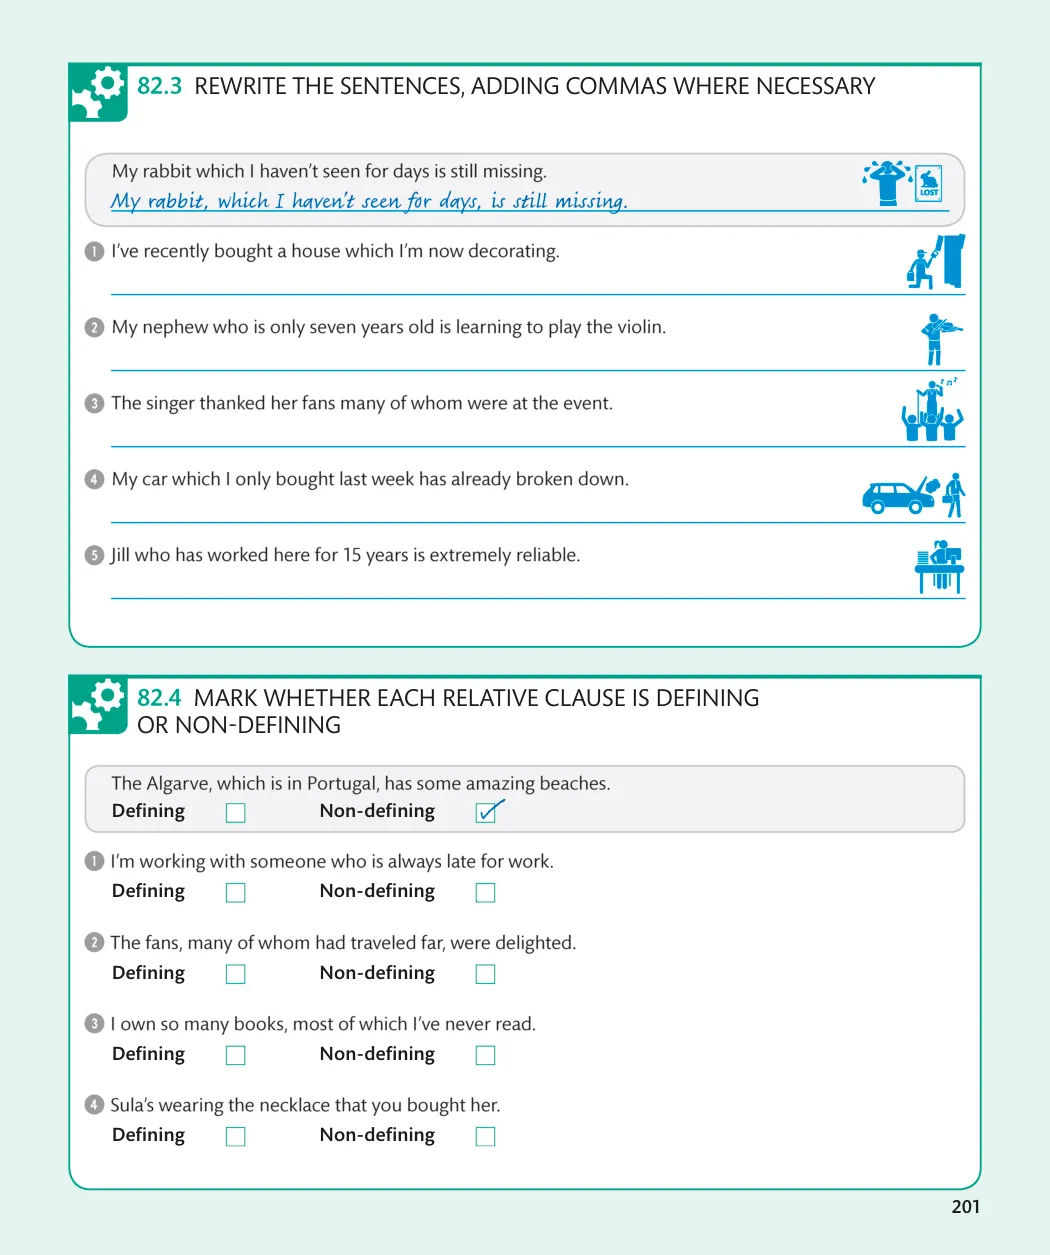 82.3 REWRITE THE SENTENCES, ADDING COMMAS WHERE NECESSARY
My rabbit which I haven't seen for days is still missing.
My rabbit, which I haven't seen for days, is still missing.
LOST
1 I've recently bought a house which I'm now decorating.
2 My nephew who is only seven years old is learning to play the violin.
3 The singer thanked her fans many of whom were at the event.
4 My car which I only bought last week has already broken down.
5 Jill who has worked here for 15 years is extremely reliable.
82.4 MARK WHETHER EACH RELATIVE CLAUSE IS DEFINING
OR NON-DEFINING
The Algarve, which is in Portugal, has some amazing beaches.
Defining Non-defining
1 I'm working with someone who is always late for work.
Defining Non-defining
2 The fans, many of whom had traveled far, were delighted.
Defining Non-defining
3 I own so many books, most of which I've never read.
Defining Non-defining
4 Sula's wearing the necklace that you bought her.
Defining Non-defining
201